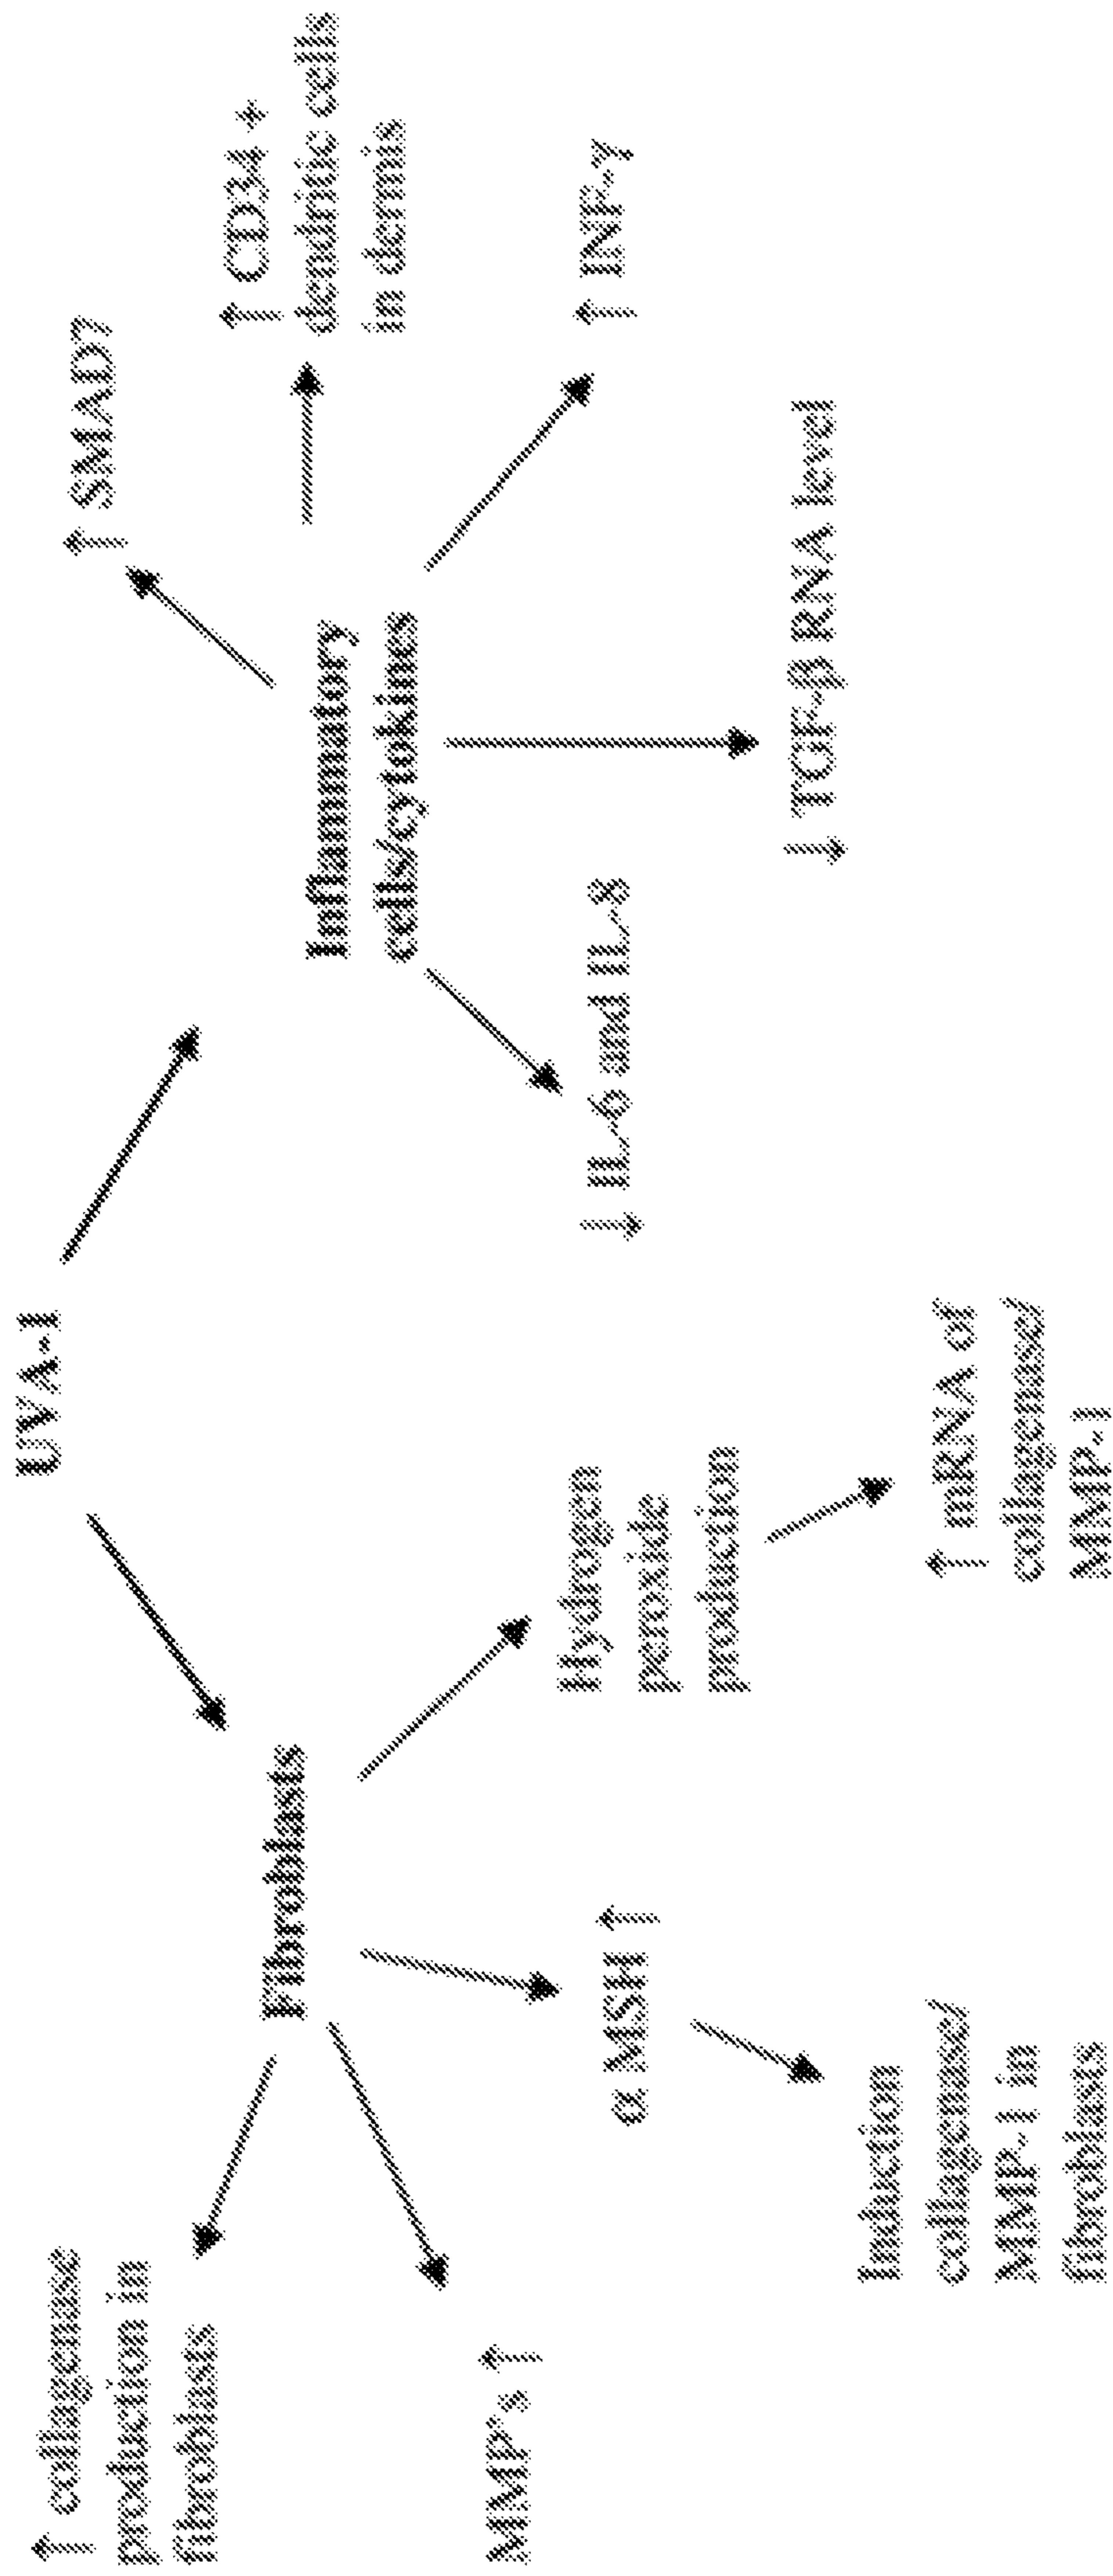 UVA-1
Fibroblasts
↑ collagenase
production in
fibroblasts
MMP's ↑
α MSH ↑
Induction
collagenase/
MMP-1 in
fibroblasts
Hydrogen
peroxide
production
↑ mRNA of
collagenase/
MMP-1
Inflammatory
cells/cytokines
↑ SMAD7
↑ CD34 +
dendritic cells
in dermis
↑ INF-γ
↓ TGF-β RNA level
↓ IL-6 and IL-8